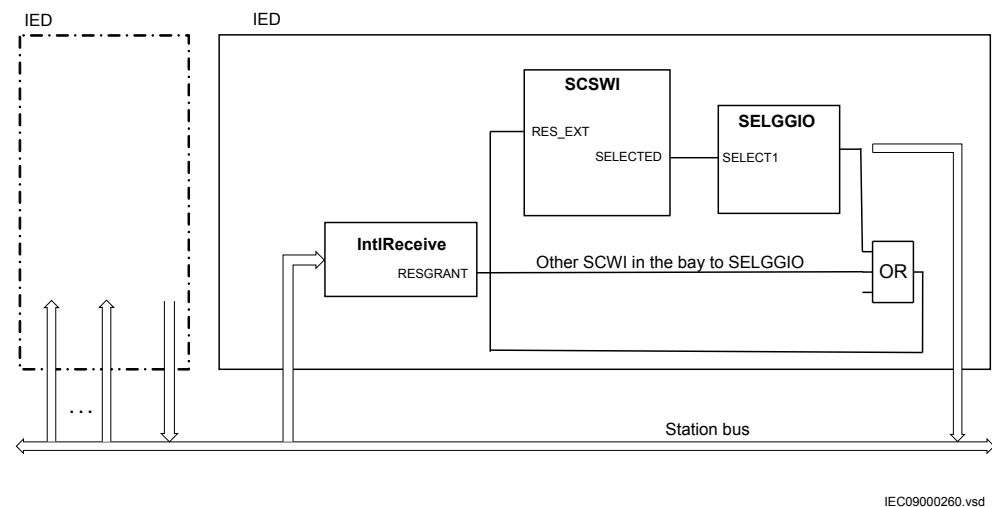 IED
IED
SCSWI
RES_EXT
SELECTED
SELGGIO
SELECT1
IntlReceive
RESGRANT
Other SCWI in the bay to SELGGIO
OR
...
Station bus
IEC09000260.vsd